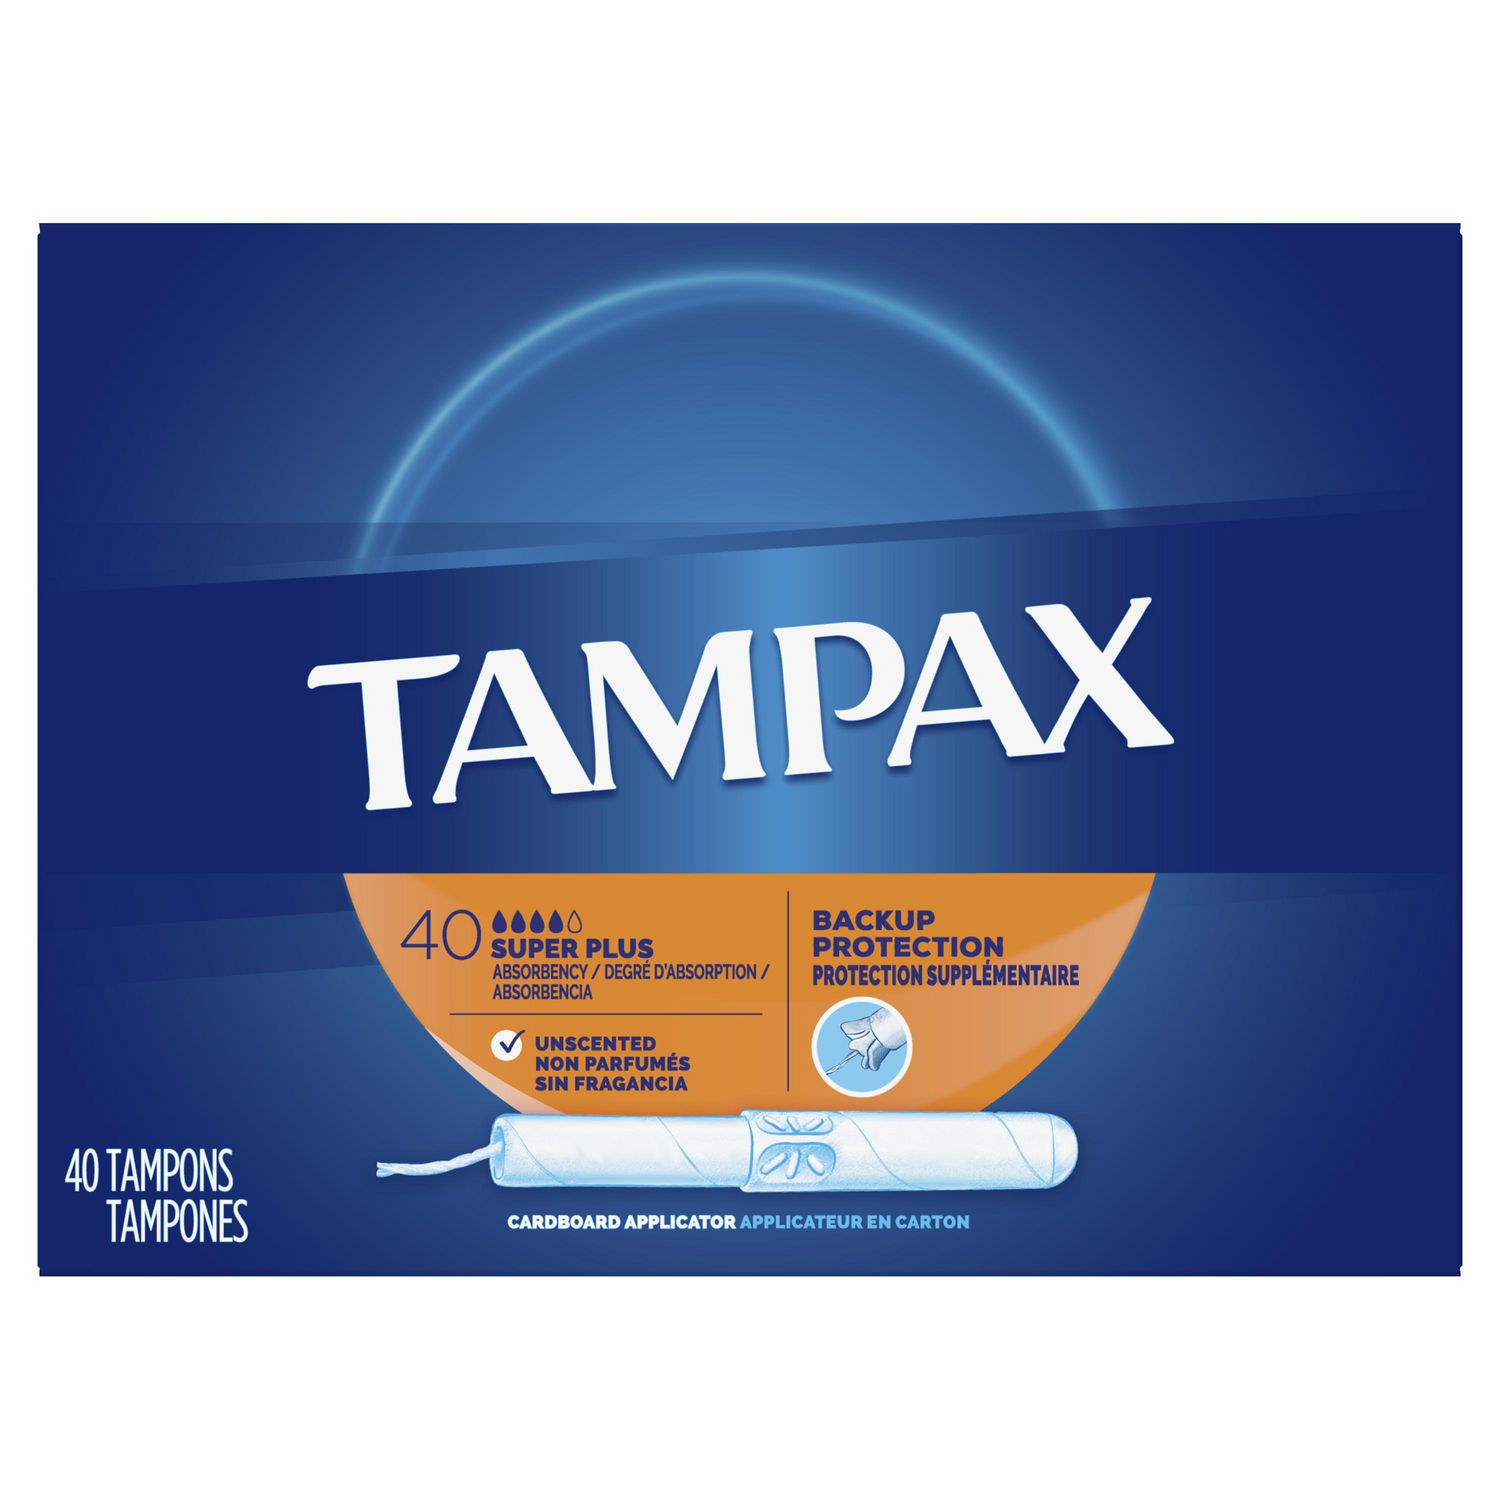 TAMPAX
40 SUPER PLUS
ABSORBENCY / DEGRÉ D'ABSORPTION /
ABSORBENCIA
UNSCENTED
NON PARFUMÉS
SIN FRAGANCIA
BACKUP
PROTECTION
PROTECTION SUPPLÉMENTAIRE
40 TAMPONS
TAMPONES
CARDBOARD APPLICATOR APPLICATEUR EN CARTON